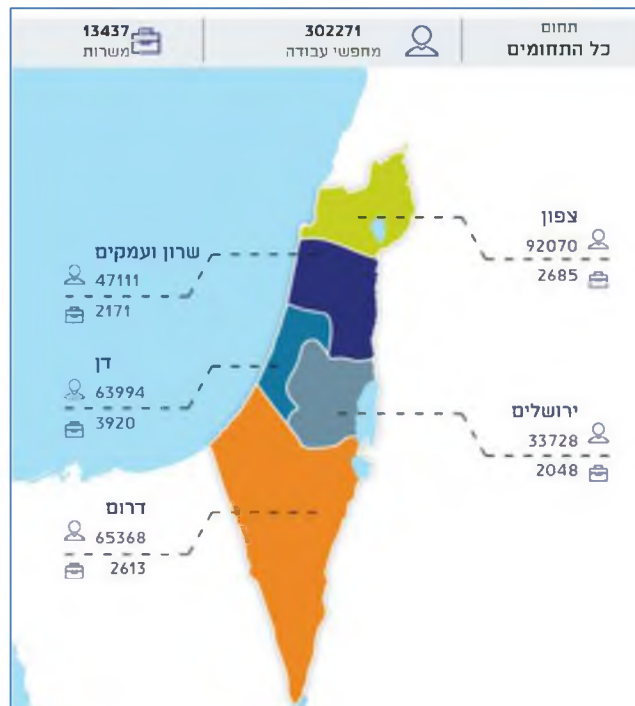 תחום
כל התחומים
302271
מחפשי עבודה
13437
משרות
צפון
92070
2685
שרון ועמקים
47111
2171
דן
63994
3920
ירושלים
33728
2048
דרום
65368
2613